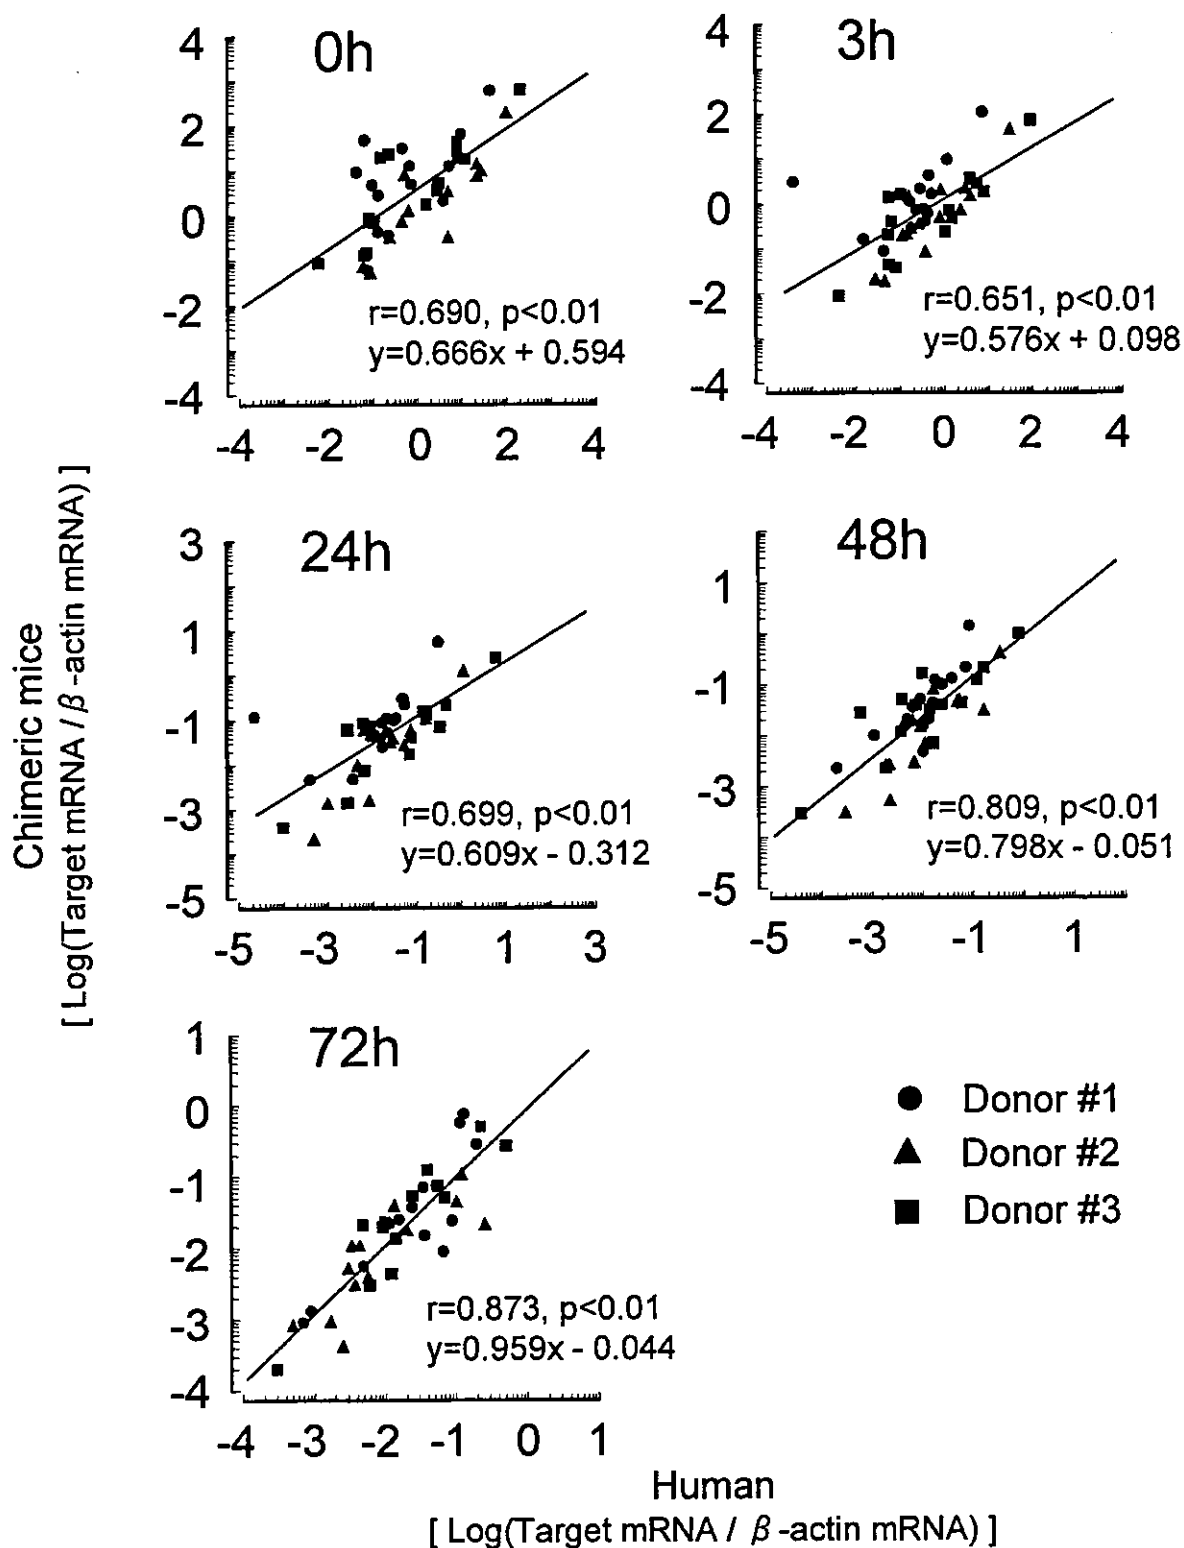 0h
4
2
0
-2
-4
r=0.690, p<0.01
y=0.666x + 0.594
-4 -2 0 2 4
3h
4
2
0
-2
-4
r=0.651, p<0.01
y=0.576x + 0.098
-4 -2 0 2 4
Chimeric mice
[ Log(Target mRNA / β-actin mRNA) ]
24h
3
1
-1
-3
-5
r=0.699, p<0.01
y=0.609x - 0.312
-5 -3 -1 1 3
48h
1
-1
-3
-5
r=0.809, p<0.01
y=0.798x - 0.051
-5 -3 -1 1
72h
1
0
-1
-2
-3
-4
r=0.873, p<0.01
y=0.959x - 0.044
-4 -3 -2 -1 0 1
Donor #1
Donor #2
Donor #3
Human
[ Log(Target mRNA / β-actin mRNA) ]